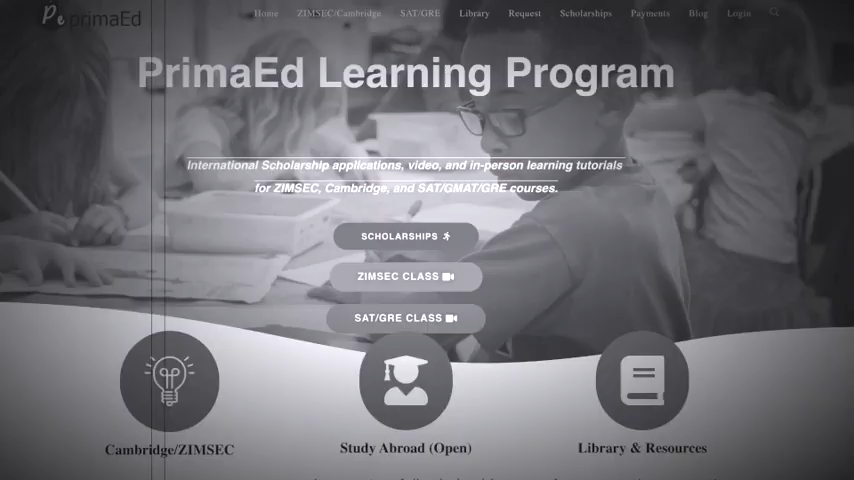 Pe primaEd
Home ZIMSEC/Cambridge SAT/GRE Library Request Scholarships Payments Blog Login
PrimaEd Learning Program
International Scholarship applications, video, and in-person learning tutorials
for ZIMSEC, Cambridge, and SAT/GMAT/GRE courses.
SCHOLARSHIPS
ZIMSEC CLASS
SAT/GRE CLASS
Cambridge/ZIMSEC Study Abroad (Open) Library & Resources